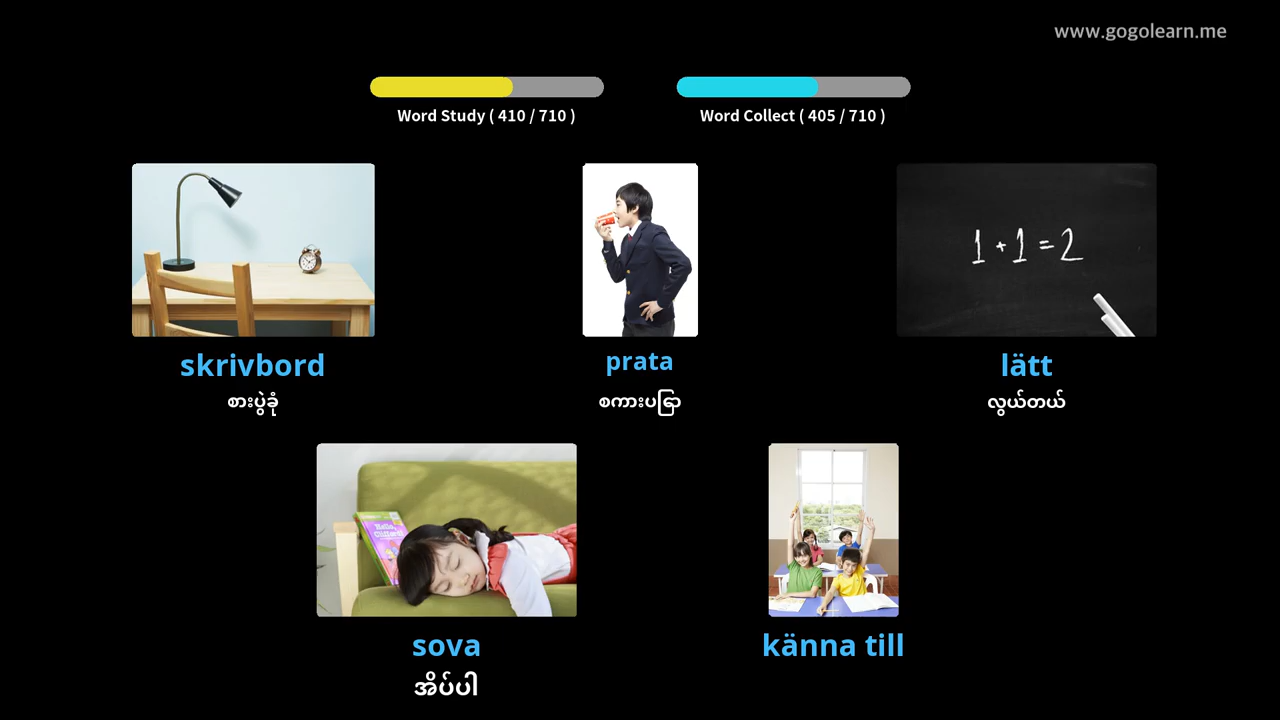 www.gogolearn.me
Word Study ( 410 / 710 )
Word Collect ( 405 / 710 )
skrivbord
prata
lätt
စားပွဲခုံ
စကားပြော
လွယ်တယ်
Hello,
sova
känna till
အိပ်ပါ
1 + 1 = 2